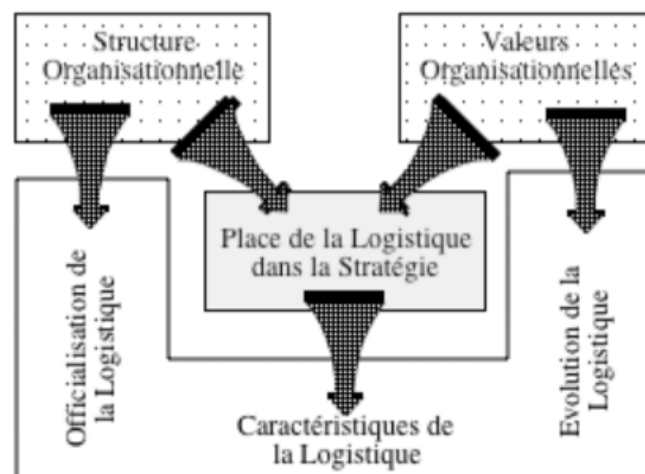 Structure
Organisationnelle
Valeurs
Organisationnelles
Place de la Logistique
dans la Stratégie
Officialisation de
la Logistique
Caractéristiques de
la Logistique
Evolution de la
Logistique